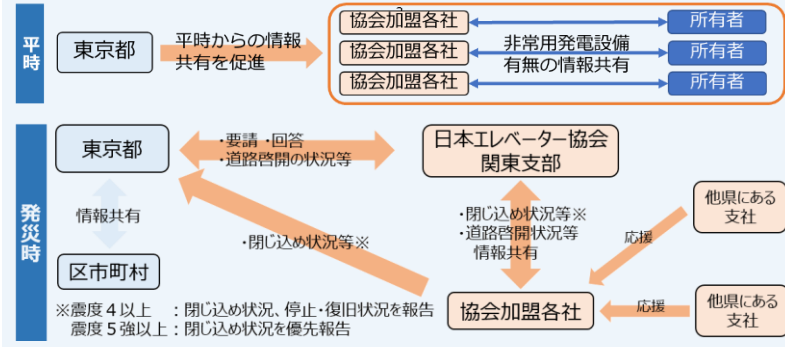 平時
東京都
平時からの情報
共有を促進
協会加盟各社
協会加盟各社
協会加盟各社
非常用発電設備
有無の情報共有
所有者
所有者
所有者
発災時
東京都
・要請・回答
・道路啓開の状況等
日本エレベーター協会
関東支部
情報共有
区市町村
・閉じ込め状況等※
・閉じ込め状況等※
・道路啓開状況等
情報共有
協会加盟各社
応援
他県にある
支社
応援
他県にある
支社
※震度4以上 :閉じ込め状況、停止・復旧状況を報告
震度5強以上:閉じ込め状況を優先報告